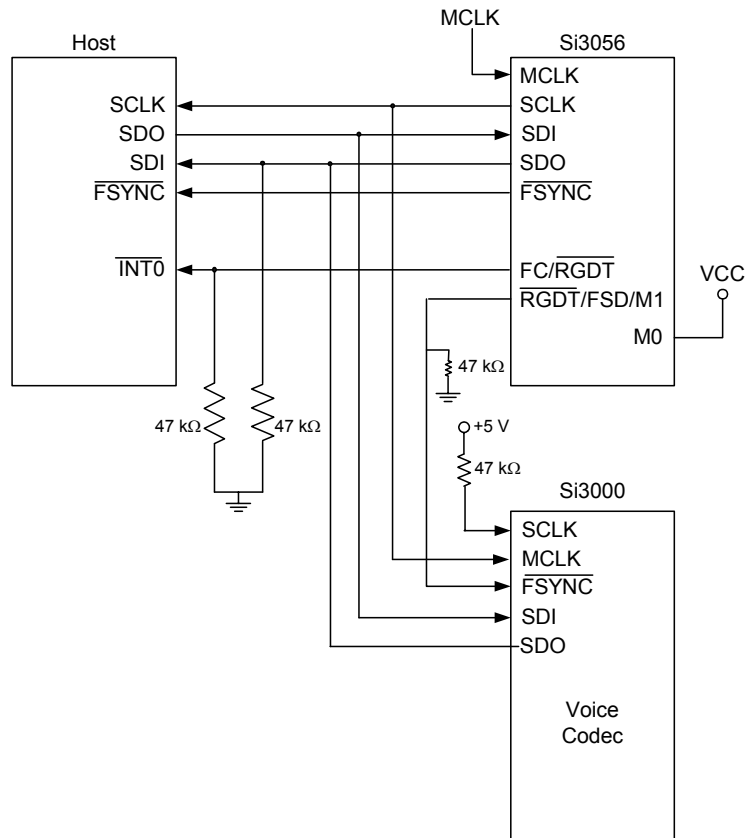 MCLK
Host
Si3056
MCLK
SCLK
SCLK
SDO
SDI
SDI
SDO
FSYNC
FSYNC
INT0
FC/RGDT
VCC
RGDT/FSD/M1
M0
47 kΩ
47 kΩ
47 kΩ
+5 V
47 kΩ
Si3000
SCLK
MCLK
FSYNC
SDI
SDO
Voice
Codec